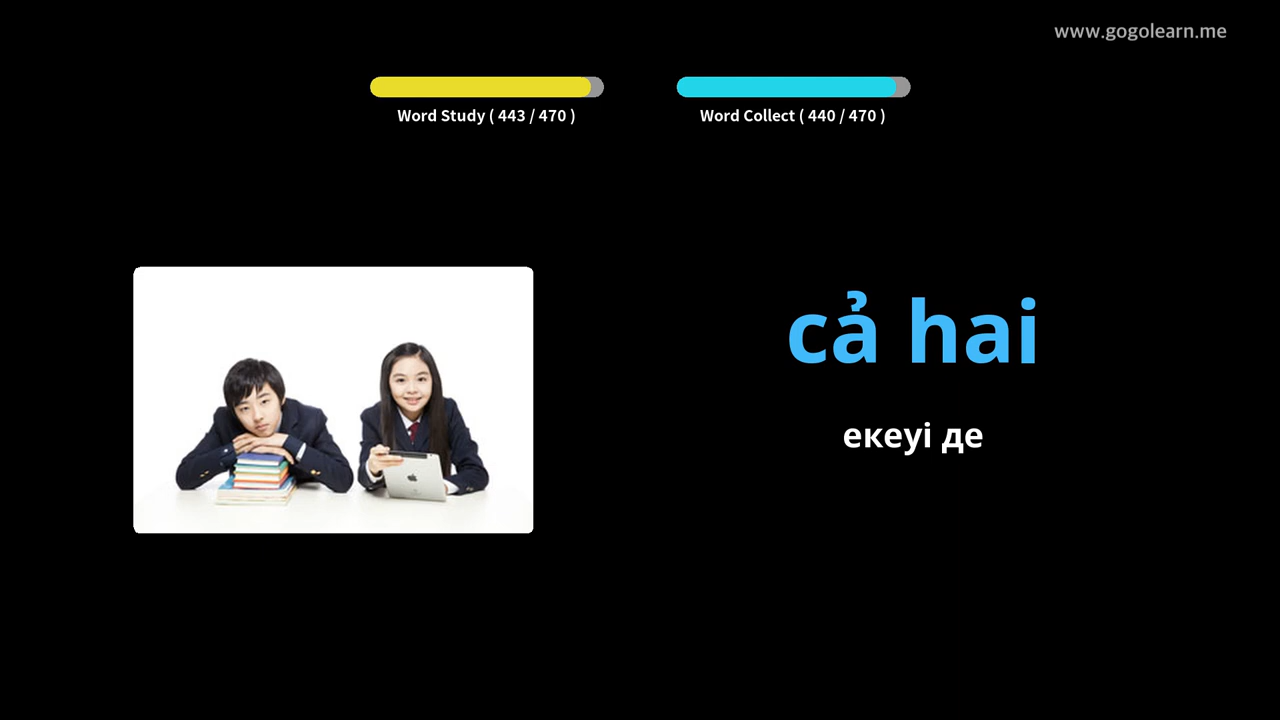 www.gogolearn.me
Word Study ( 443 / 470 )
Word Collect ( 440 / 470 )
cả hai
екеуі де